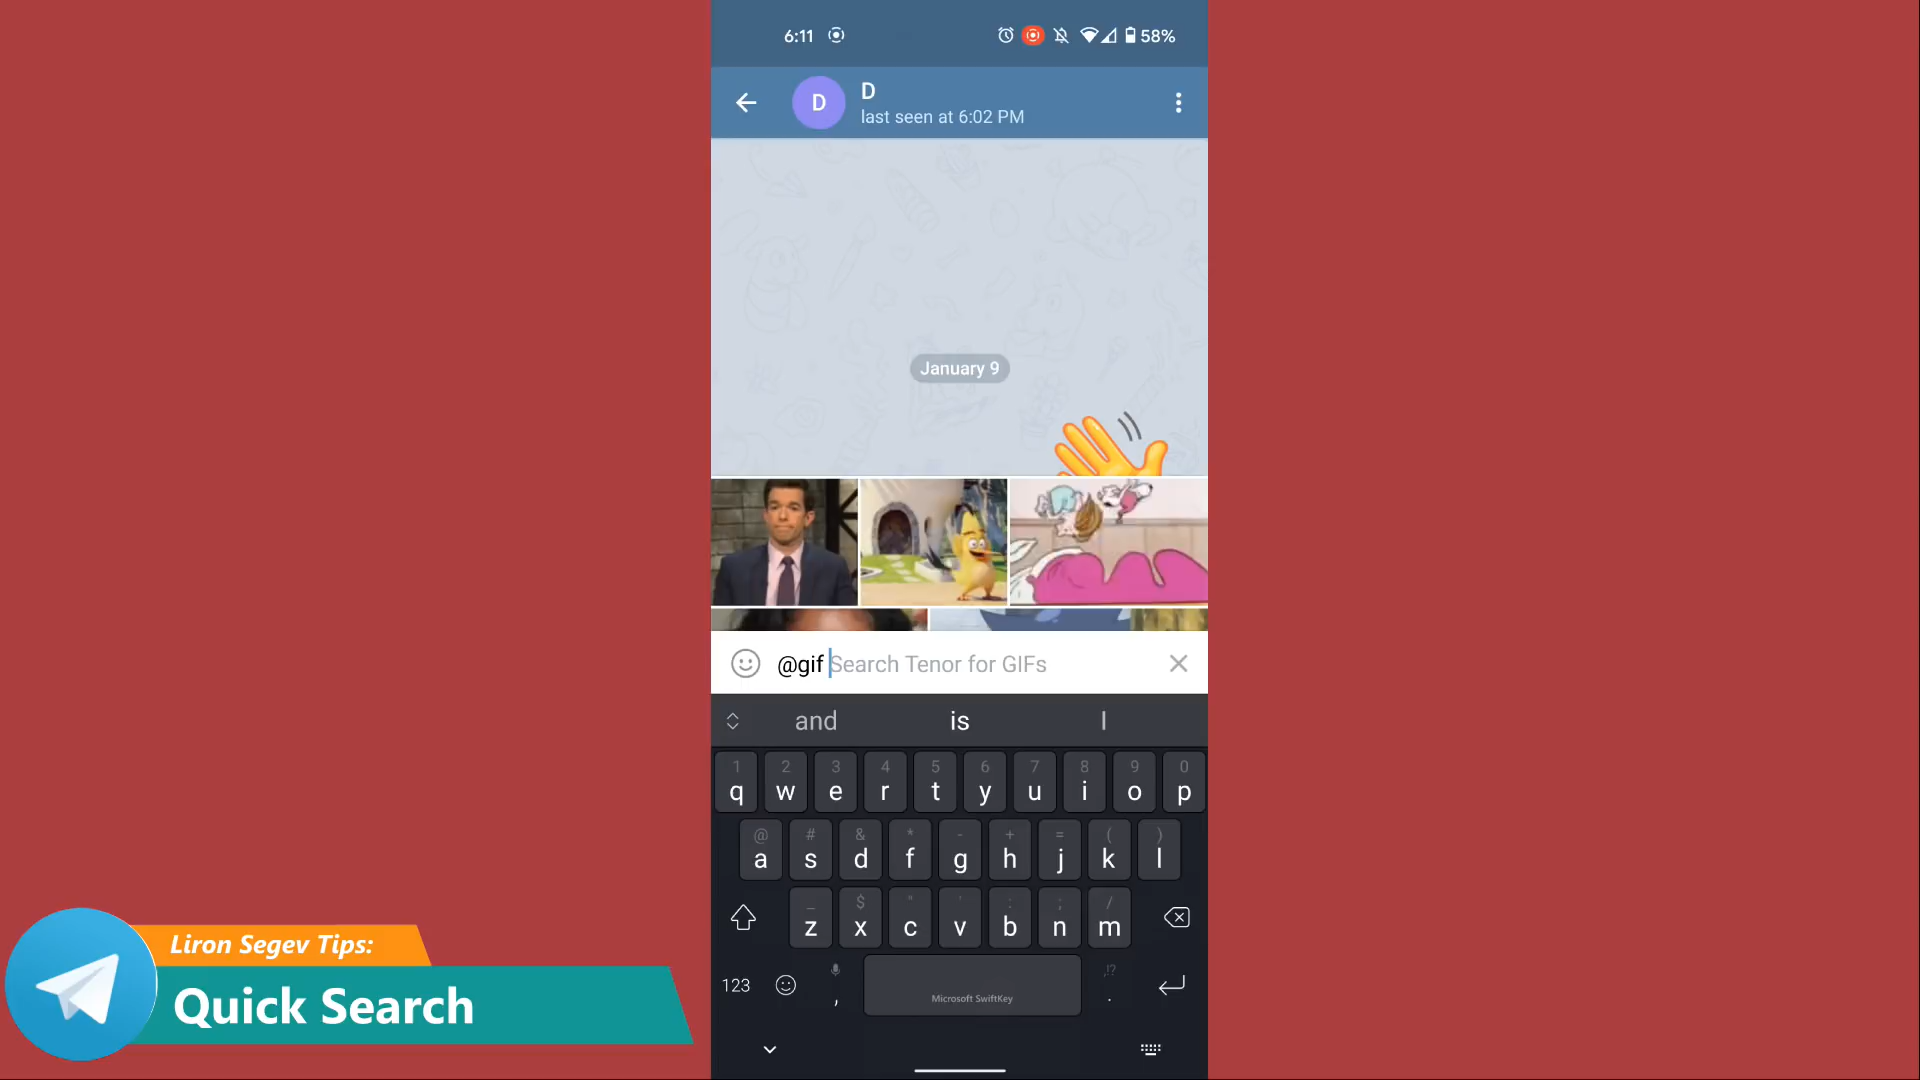 6:11
58%
D
D
last seen at 6:02 PM
January 9
@gif Search Tenor for GIFs
and is I
1 2 3 4 5 6 7 8 9 0
q w e r t y u i o p
@ # & * - + = ( )
a s d f g h j k l
_ $ " ' : ; /
z x c v b n m
123 , Microsoft SwiftKey ,!? .
Liron Segev Tips:
Quick Search